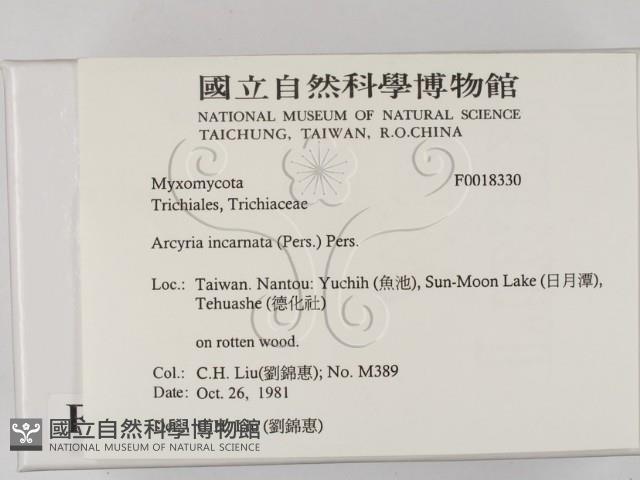 國立自然科學博物館
NATIONAL MUSEUM OF NATURAL SCIENCE
TAICHUNG, TAIWAN, R.O.CHINA
Myxomycota F0018330
Trichiales, Trichiaceae
Arcyria incarnata (Pers.) Pers.
Loc.: Taiwan. Nantou: Yuchih (魚池), Sun-Moon Lake (日月潭),
Tehuashe (德化社)
on rotten wood.
Col.: C.H. Liu(劉錦惠); No. M389
Date: Oct. 26, 1981
(劉錦惠)
F
國立自然科學博物館
NATIONAL MUSEUM OF NATURAL SCIENCE